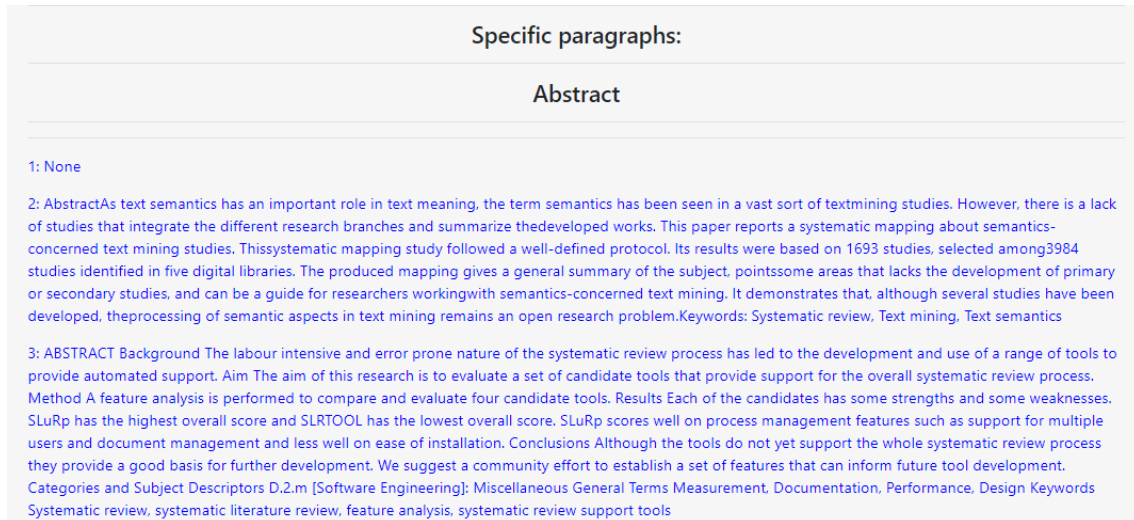 Specific paragraphs:
Abstract
1: None
2: AbstractAs text semantics has an important role in text meaning, the term semantics has been seen in a vast sort of textmining studies. However, there is a lack
of studies that integrate the different research branches and summarize thedeveloped works. This paper reports a systematic mapping about semantics-
concerned text mining studies. Thissystematic mapping study followed a well-defined protocol. Its results were based on 1693 studies, selected among3984
studies identified in five digital libraries. The produced mapping gives a general summary of the subject, pointssome areas that lacks the development of primary
or secondary studies, and can be a guide for researchers workingwith semantics-concerned text mining. It demonstrates that, although several studies have been
developed, theprocessing of semantic aspects in text mining remains an open research problem.Keywords: Systematic review, Text mining, Text semantics
3: ABSTRACT Background The labour intensive and error prone nature of the systematic review process has led to the development and use of a range of tools to
provide automated support. Aim The aim of this research is to evaluate a set of candidate tools that provide support for the overall systematic review process.
Method A feature analysis is performed to compare and evaluate four candidate tools. Results Each of the candidates has some strengths and some weaknesses.
SLuRp has the highest overall score and SLRTOOL has the lowest overall score. SLuRp scores well on process management features such as support for multiple
users and document management and less well on ease of installation. Conclusions Although the tools do not yet support the whole systematic review process
they provide a good basis for further development. We suggest a community effort to establish a set of features that can inform future tool development.
Categories and Subject Descriptors D.2.m [Software Engineering]: Miscellaneous General Terms Measurement, Documentation, Performance, Design Keywords
Systematic review, systematic literature review, feature analysis, systematic review support tools